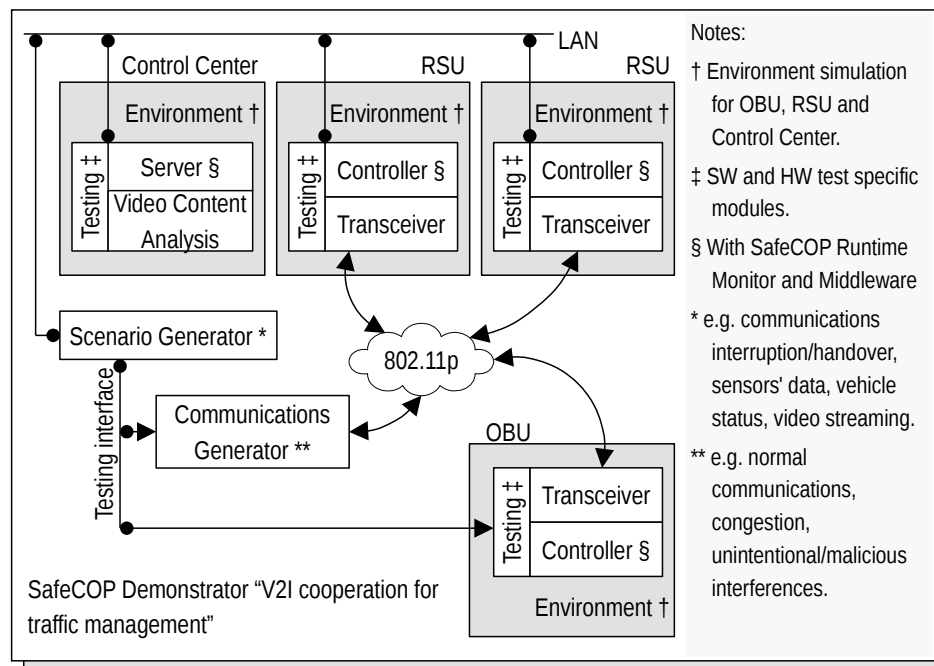 LAN
Control Center
RSU
RSU
Environment †
Environment †
Environment †
Testing ‡
Server §
Video Content
Analysis
Testing ‡
Controller §
Transceiver
Testing ‡
Controller §
Transceiver
Scenario Generator *
802.11p
Testing interface
Communications
Generator **
OBU
Testing ‡
Transceiver
Controller §
Environment †
SafeCOP Demonstrator “V2I cooperation for
traffic management”
Notes:
† Environment simulation
for OBU, RSU and
Control Center.
‡ SW and HW test specific
modules.
§ With SafeCOP Runtime
Monitor and Middleware
* e.g. communications
interruption/handover,
sensors' data, vehicle
status, video streaming.
** e.g. normal
communications,
congestion,
unintentional/malicious
interferences.